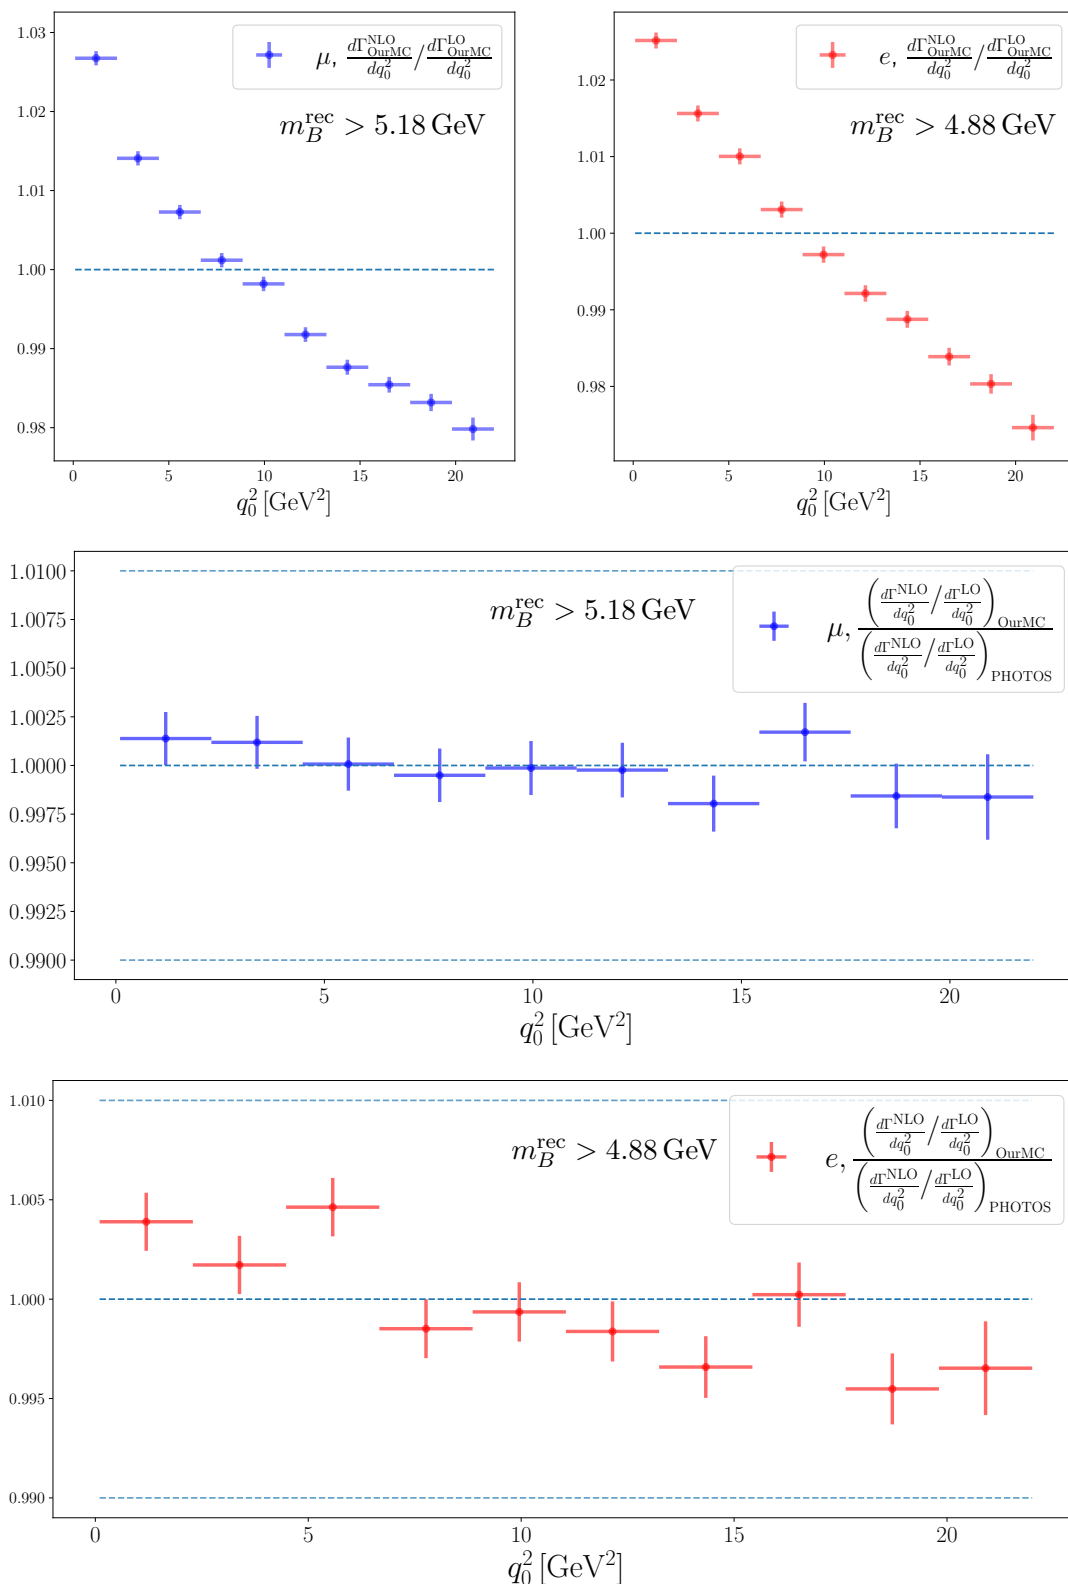 μ, dΓ^NLO_OurMC/dq_0^2 / dΓ^LO_OurMC/dq_0^2
m_B^rec > 5.18 GeV
1.03
1.02
1.01
1.00
0.99
0.98
0 5 10 15 20
q_0^2 [GeV^2]
e, dΓ^NLO_OurMC/dq_0^2 / dΓ^LO_OurMC/dq_0^2
m_B^rec > 4.88 GeV
1.02
1.01
1.00
0.99
0.98
0 5 10 15 20
q_0^2 [GeV^2]
m_B^rec > 5.18 GeV
μ, (dΓ^NLO/dq_0^2 / dΓ^LO/dq_0^2)_OurMC
(dΓ^NLO/dq_0^2 / dΓ^LO/dq_0^2)_PHOTOS
1.0100
1.0075
1.0050
1.0025
1.0000
0.9975
0.9950
0.9925
0.9900
0 5 10 15 20
q_0^2 [GeV^2]
m_B^rec > 4.88 GeV
e, (dΓ^NLO/dq_0^2 / dΓ^LO/dq_0^2)_OurMC
(dΓ^NLO/dq_0^2 / dΓ^LO/dq_0^2)_PHOTOS
1.010
1.005
1.000
0.995
0.990
0 5 10 15 20
q_0^2 [GeV^2]